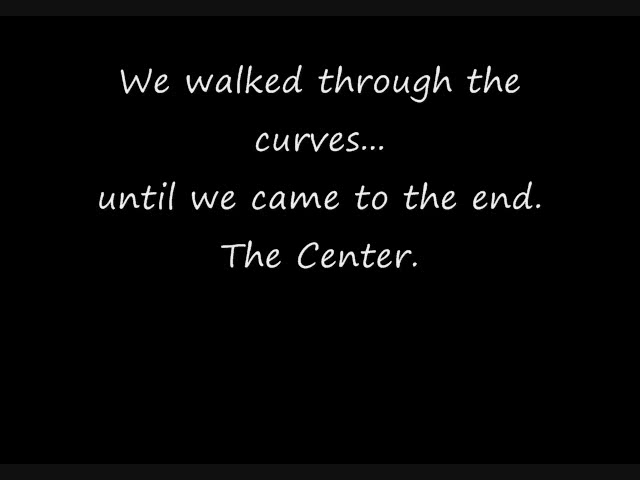 We walked through the
curves...
until we came to the end.
The Center.